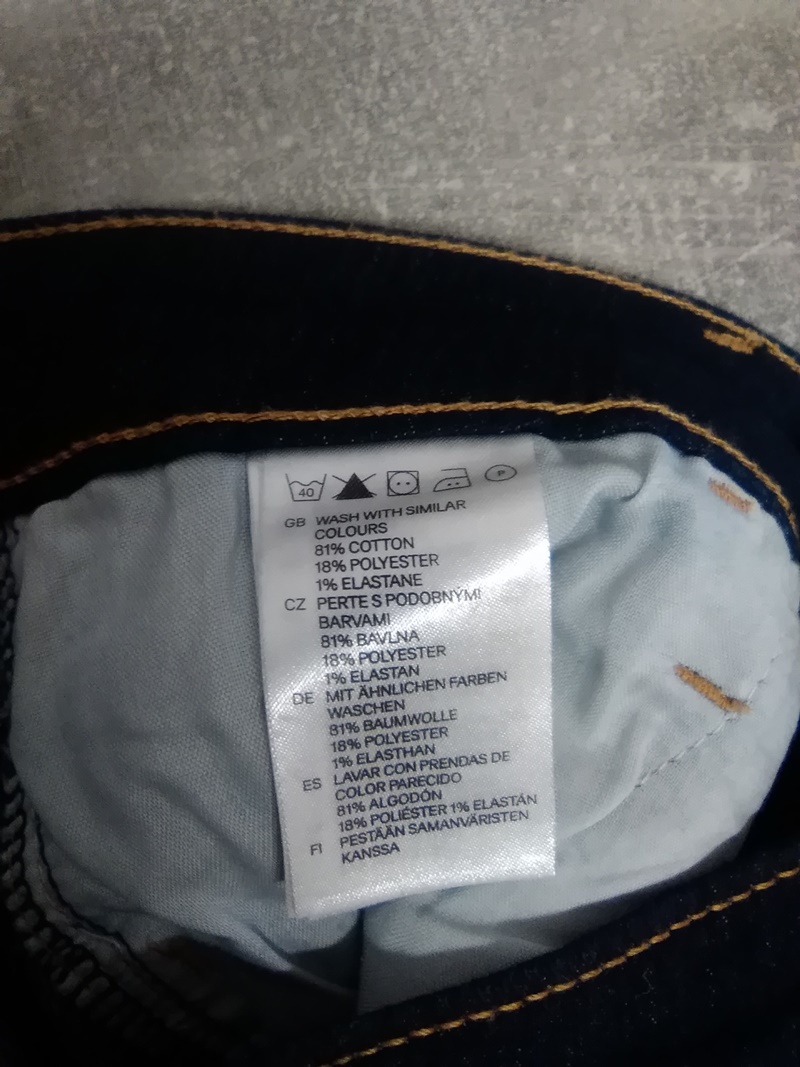 40 P
GB WASH WITH SIMILAR
COLOURS
81% COTTON
18% POLYESTER
1% ELASTANE
CZ PERTE S PODOBNÝMI
BARVAMI
81% BAVLNA
18% POLYESTER
1% ELASTAN
DE MIT ÄHNLICHEN FARBEN
WASCHEN
81% BAUMWOLLE
18% POLYESTER
1% ELASTHAN
ES LAVAR CON PRENDAS DE
COLOR PARECIDO
81% ALGODÓN
18% POLIÉSTER 1% ELASTÁN
FI PESTÄÄN SAMANVÄRISTEN
KANSSA